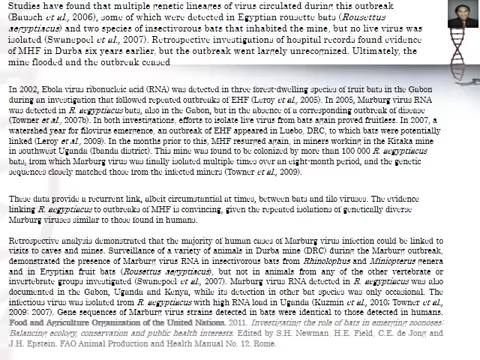 Studies have found that multiple genetic lineages of virus circulated during this outbreak
(Bausch et al., 2006), some of which were detected in Egyptian rousette bats (Rousettus
aegyptiacus) and two species of insectivorous bats that inhabited the mine, but no live virus was
isolated (Swanepoel et al., 2007). Retrospective investigations of hospital records found evidence
of MHF in Durba six years earlier, but the outbreak went largely unrecognized. Ultimately, the
mine flooded and the outbreak ceased
In 2002, Ebola virus ribonucleic acid (RNA) was detected in three forest-dwelling species of fruit bats in the Gabon
during an investigation that followed repeated outbreaks of EHF (Leroy et al., 2005). In 2005, Marburg virus RNA
was detected in R. aegyptiacus bats, also in the Gabon, but in the absence of a corresponding outbreak of disease
(Towner et al., 2007b). In both investigations, efforts to isolate live virus from bats again proved fruitless. In 2007, a
watershed year for filovirus emergence, an outbreak of EHF appeared in Luebo, DRC, to which bats were potentially
linked (Leroy et al., 2009). In the months prior to this, MHF resurged again, in miners working in the Kitaka mine
in southwest Uganda (Ibanda district). This mine was found to be colonized by more than 100 000 R. aegyptiacus
bats, from which Marburg virus was finally isolated multiple times over an eight-month period, and the genetic
sequences closely matched those from the infected miners (Towner et al., 2009).
These data provide a recurrent link, albeit circumstantial at times, between bats and filo viruses. The evidence
linking R. aegyptiacus to outbreaks of MHF is convincing, given the repeated isolations of genetically diverse
Marburg viruses similar to those found in humans.
Retrospective analysis demonstrated that the majority of human cases of Marburg virus infection could be linked to
visits to caves and mines. Surveillance of a variety of animals in Durba mine (DRC) during the Marburg outbreak,
demonstrated the presence of Marburg virus RNA in insectivorous bats from Rhinolophus and Miniopterus genera
and in Egyptian fruit bats (Rousettus aegyptiacus), but not in animals from any of the other vertebrate or
invertebrate groups investigated (Swanepoel et al., 2007). Marburg virus RNA detected in R. aegyptiacus was also
documented in the Gabon, Uganda and Kenya, while its detection in other bat species was only occasional. The
infectious virus was isolated from R. aegyptiacus with high RNA load in Uganda (Kuzmin et al., 2010; Towner et al.,
2009; 2007). Gene sequences of Marburg virus strains detected in bats were identical to those detected in humans.
Food and Agriculture Organization of the United Nations. 2011. Investigating the role of bats in emerging zoonoses:
Balancing ecology, conservation and public health interests. Edited by S.H. Newman, H.E. Field, C.E. de Jong and
J.H. Epstein. FAO Animal Production and Health Manual No. 12. Rome.